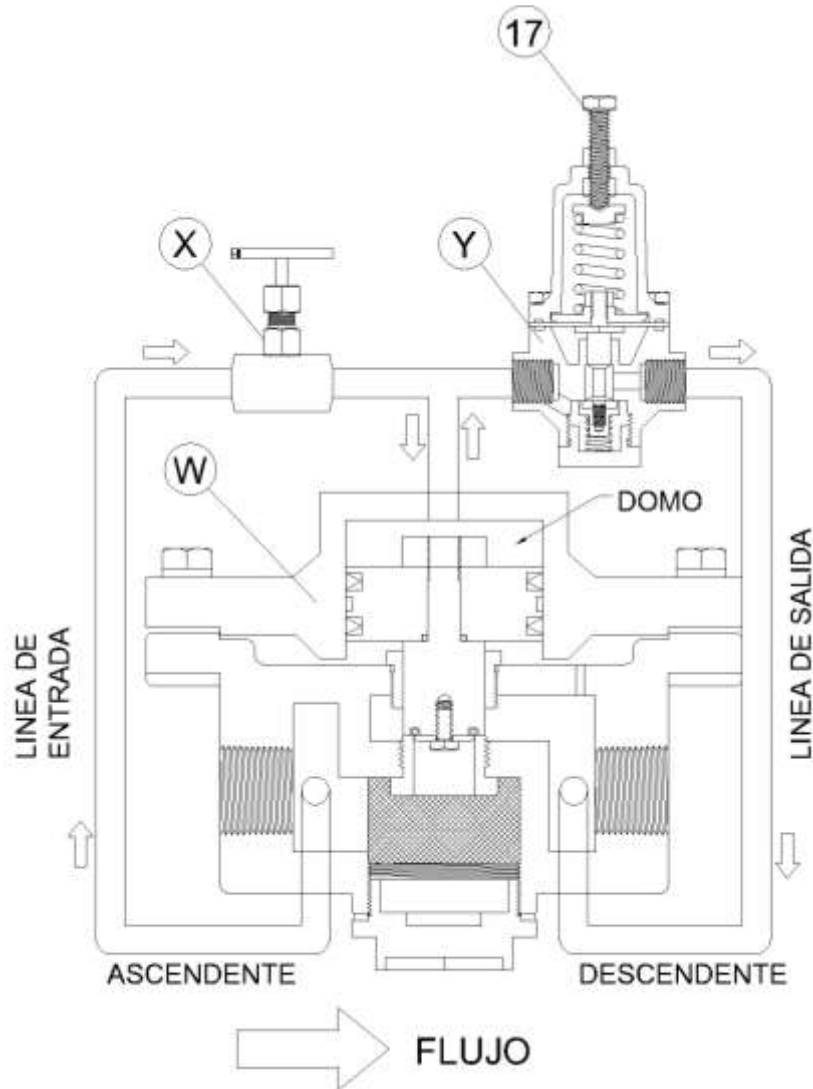 17
X
Y
W
DOMO
LINEA DE
ENTRADA
LINEA DE SALIDA
ASCENDENTE
DESCENDENTE
FLUJO